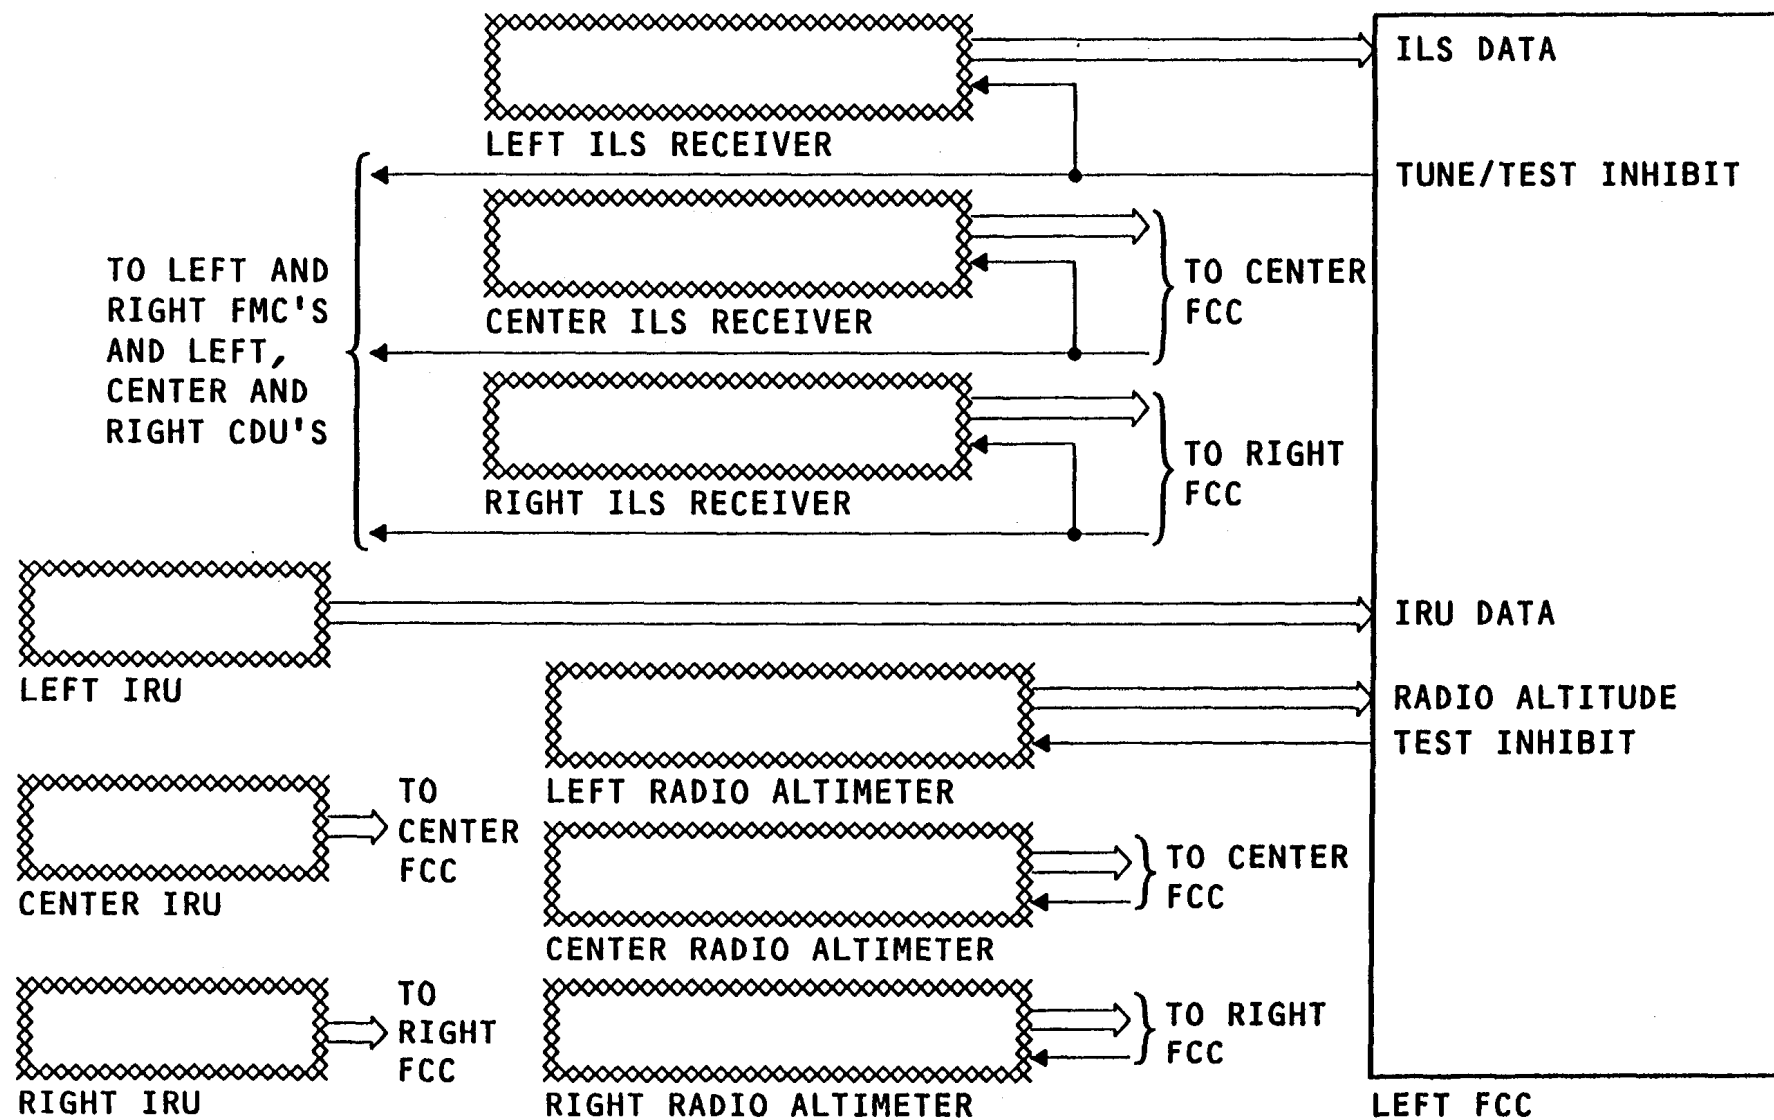 ILS DATA
LEFT ILS RECEIVER
TUNE/TEST INHIBIT
TO LEFT AND
RIGHT FMC'S
AND LEFT,
CENTER AND
RIGHT CDU'S
TO CENTER
FCC
CENTER ILS RECEIVER
TO RIGHT
FCC
RIGHT ILS RECEIVER
IRU DATA
LEFT IRU
RADIO ALTITUDE
TEST INHIBIT
LEFT RADIO ALTIMETER
TO
CENTER
FCC
CENTER IRU
TO CENTER
FCC
CENTER RADIO ALTIMETER
TO
RIGHT
FCC
RIGHT IRU
TO RIGHT
FCC
RIGHT RADIO ALTIMETER
LEFT FCC